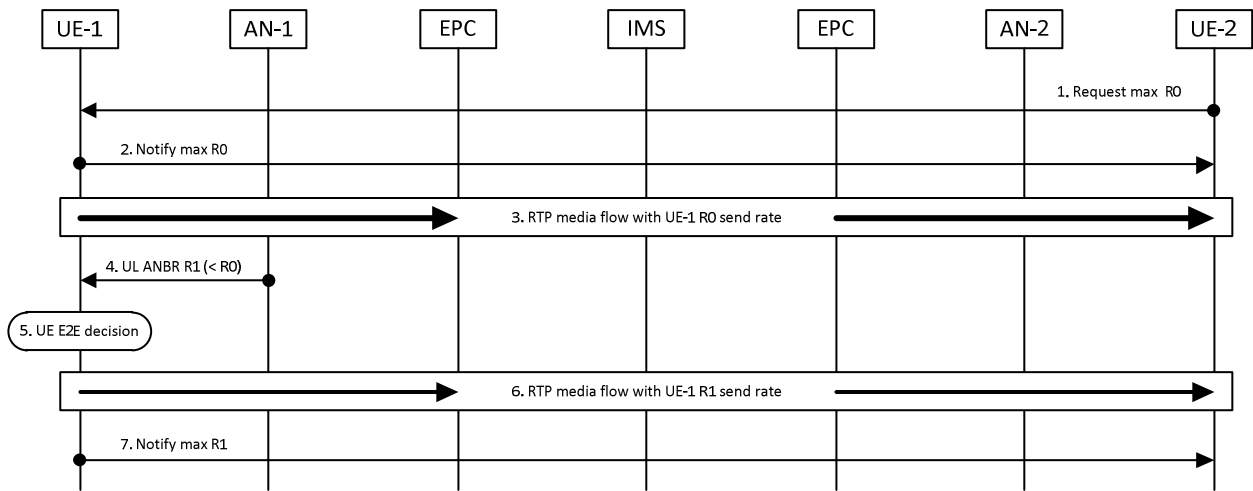 UE-1
AN-1
EPC
IMS
EPC
AN-2
UE-2
1. Request max R0
2. Notify max R0
3. RTP media flow with UE-1 R0 send rate
4. UL ANBR R1 (< R0)
5. UE E2E decision
6. RTP media flow with UE-1 R1 send rate
7. Notify max R1